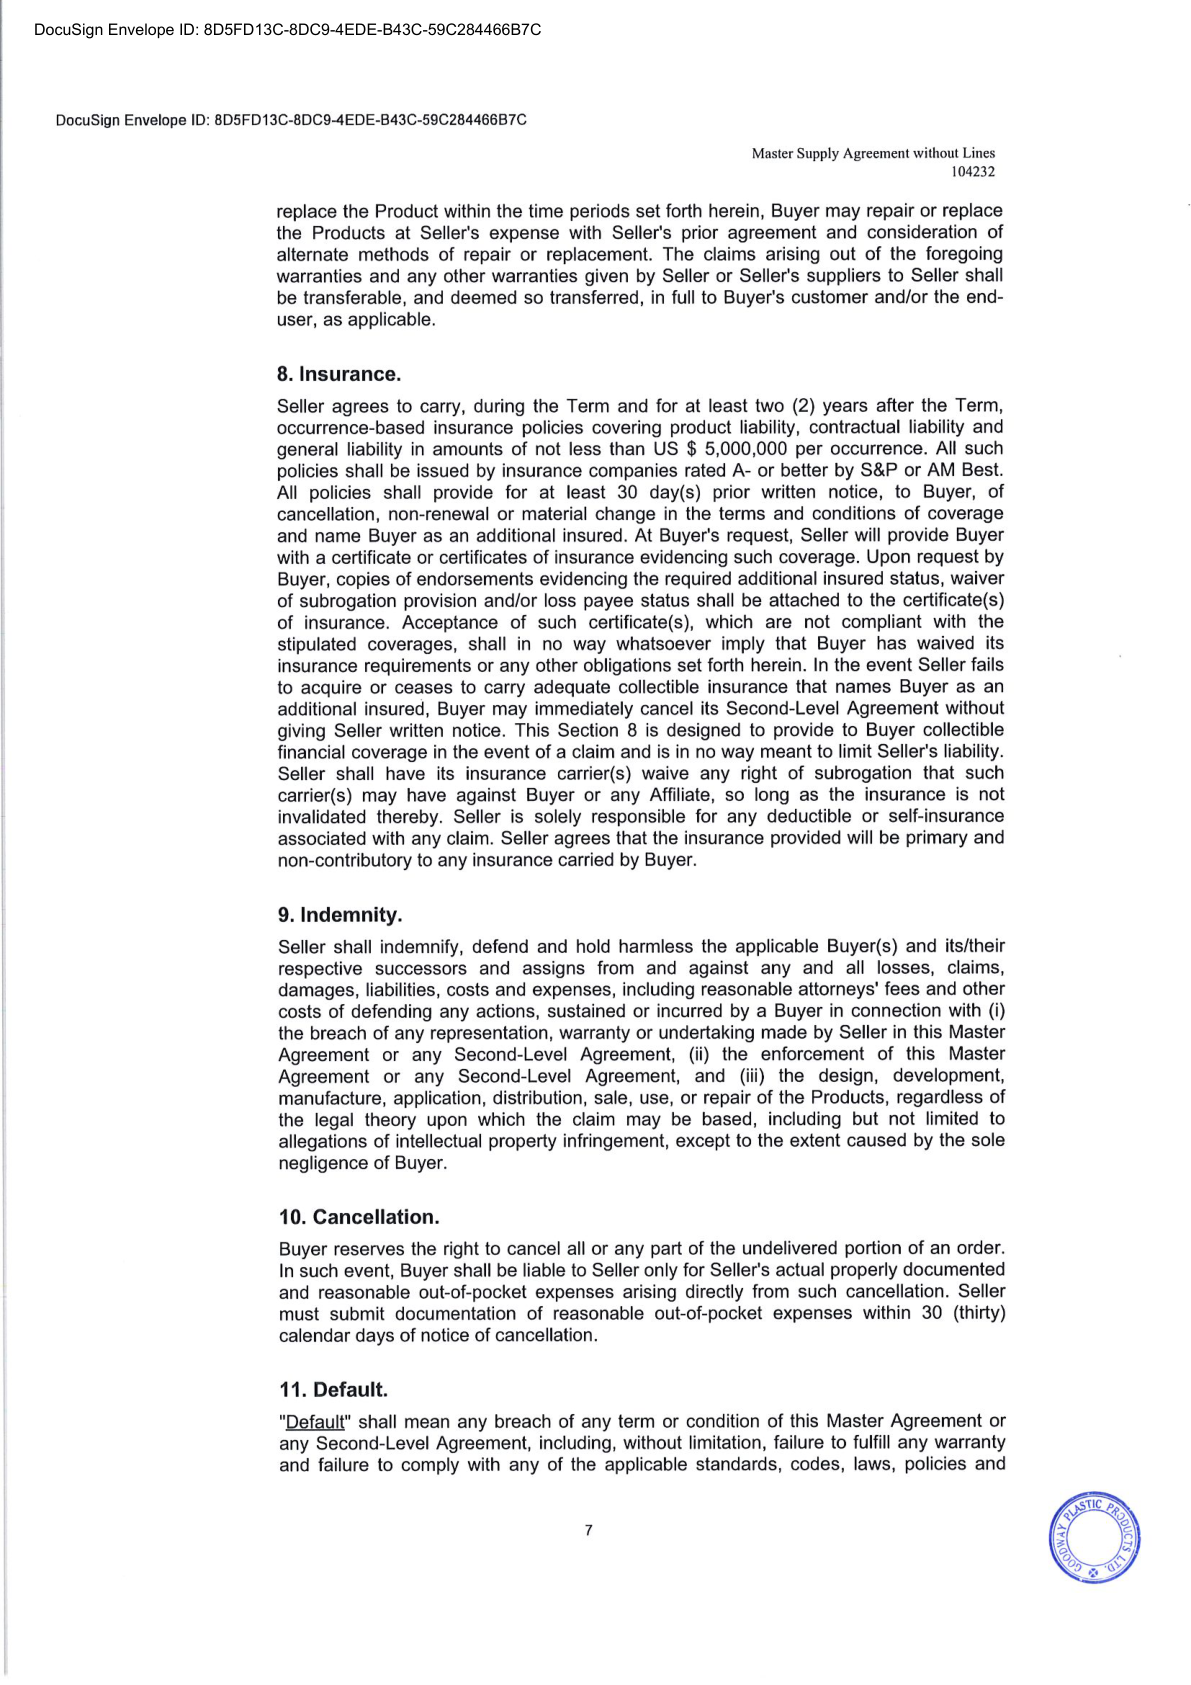 DocuSign Envelope ID: 8D5FD13C-8DC9-4EDE-B43C-59C284466B7C
DocuSign Envelope ID: 8D5FD13C-8DC9-4EDE-B43C-59C284466B7C
Master Supply Agreement without Lines
104232
replace the Product within the time periods set forth herein, Buyer may repair or replace
the Products at Seller's expense with Seller's prior agreement and consideration of
alternate methods of repair or replacement. The claims arising out of the foregoing
warranties and any other warranties given by Seller or Seller's suppliers to Seller shall
be transferable, and deemed so transferred, in full to Buyer's customer and/or the end-
user, as applicable.
8. Insurance.
Seller agrees to carry, during the Term and for at least two (2) years after the Term,
occurrence-based insurance policies covering product liability, contractual liability and
general liability in amounts of not less than US $ 5,000,000 per occurrence. All such
policies shall be issued by insurance companies rated A- or better by S&P or AM Best.
All policies shall provide for at least 30 day(s) prior written notice, to Buyer, of
cancellation, non-renewal or material change in the terms and conditions of coverage
and name Buyer as an additional insured. At Buyer's request, Seller will provide Buyer
with a certificate or certificates of insurance evidencing such coverage. Upon request by
Buyer, copies of endorsements evidencing the required additional insured status, waiver
of subrogation provision and/or loss payee status shall be attached to the certificate(s)
of insurance. Acceptance of such certificate(s), which are not compliant with the
stipulated coverages, shall in no way whatsoever imply that Buyer has waived its
insurance requirements or any other obligations set forth herein. In the event Seller fails
to acquire or ceases to carry adequate collectible insurance that names Buyer as an
additional insured, Buyer may immediately cancel its Second-Level Agreement without
giving Seller written notice. This Section 8 is designed to provide to Buyer collectible
financial coverage in the event of a claim and is in no way meant to limit Seller's liability.
Seller shall have its insurance carrier(s) waive any right of subrogation that such
carrier(s) may have against Buyer or any Affiliate, so long as the insurance is not
invalidated thereby. Seller is solely responsible for any deductible or self-insurance
associated with any claim. Seller agrees that the insurance provided will be primary and
non-contributory to any insurance carried by Buyer.
9. Indemnity.
Seller shall indemnify, defend and hold harmless the applicable Buyer(s) and its/their
respective successors and assigns from and against any and all losses, claims,
damages, liabilities, costs and expenses, including reasonable attorneys' fees and other
costs of defending any actions, sustained or incurred by a Buyer in connection with (i)
the breach of any representation, warranty or undertaking made by Seller in this Master
Agreement or any Second-Level Agreement, (ii) the enforcement of this Master
Agreement or any Second-Level Agreement, and (iii) the design, development,
manufacture, application, distribution, sale, use, or repair of the Products, regardless of
the legal theory upon which the claim may be based, including but not limited to
allegations of intellectual property infringement, except to the extent caused by the sole
negligence of Buyer.
10. Cancellation.
Buyer reserves the right to cancel all or any part of the undelivered portion of an order.
In such event, Buyer shall be liable to Seller only for Seller's actual properly documented
and reasonable out-of-pocket expenses arising directly from such cancellation. Seller
must submit documentation of reasonable out-of-pocket expenses within 30 (thirty)
calendar days of notice of cancellation.
11. Default.
"Default" shall mean any breach of any term or condition of this Master Agreement or
any Second-Level Agreement, including, without limitation, failure to fulfill any warranty
and failure to comply with any of the applicable standards, codes, laws, policies and
7
GOODWAY PLASTIC PRODUCTS LTD.